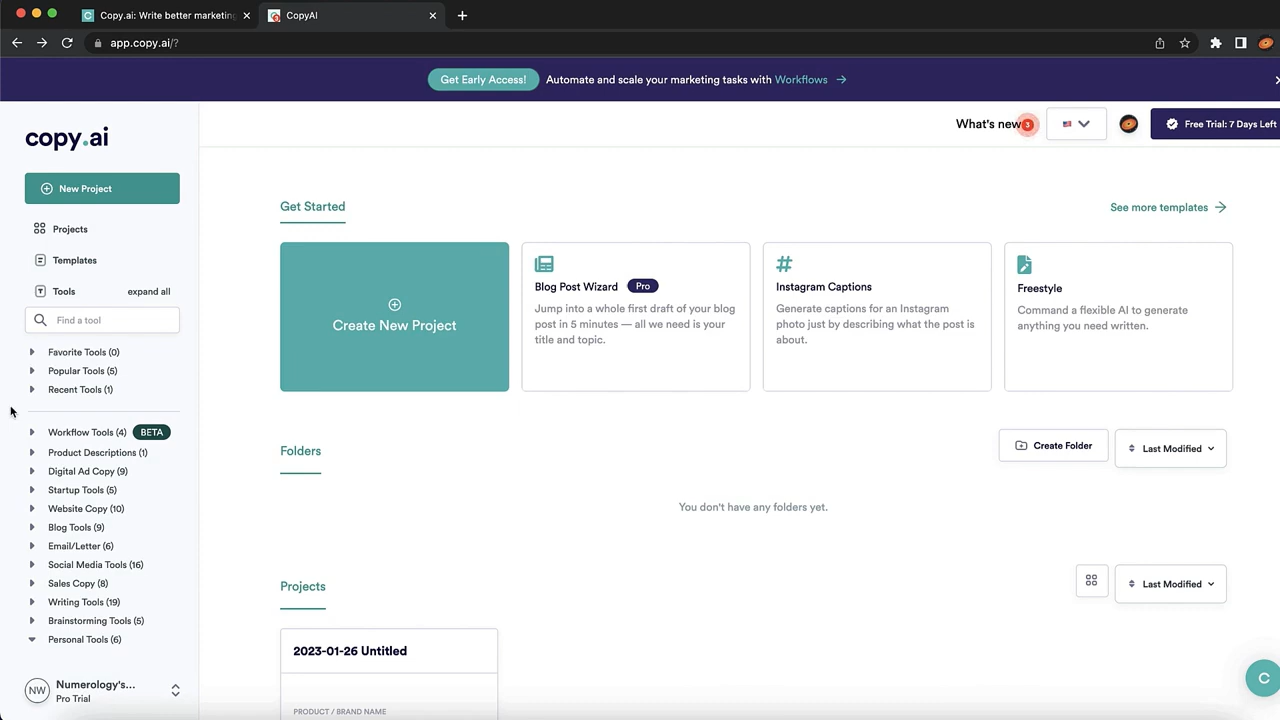 Copy.ai: Write better marketing
CopyAI
app.copy.ai/?
Get Early Access! Automate and scale your marketing tasks with Workflows
copy.ai
What's new 3
Free Trial: 7 Days Left
New Project
Projects
Templates
Tools expand all
Find a tool
Favorite Tools (0)
Popular Tools (5)
Recent Tools (1)
Workflow Tools (4) BETA
Product Descriptions (1)
Digital Ad Copy (9)
Startup Tools (5)
Website Copy (10)
Blog Tools (9)
Email/Letter (6)
Social Media Tools (16)
Sales Copy (8)
Writing Tools (19)
Brainstorming Tools (5)
Personal Tools (6)
NW Numerology's...
Pro Trial
Get Started
See more templates
Create New Project
Blog Post Wizard Pro
Jump into a whole first draft of your blog
post in 5 minutes — all we need is your
title and topic.
Instagram Captions
Generate captions for an Instagram
photo just by describing what the post is
about.
Freestyle
Command a flexible AI to generate
anything you need written.
Folders
Create Folder
Last Modified
You don't have any folders yet.
Projects
Last Modified
2023-01-26 Untitled
PRODUCT / BRAND NAME
C